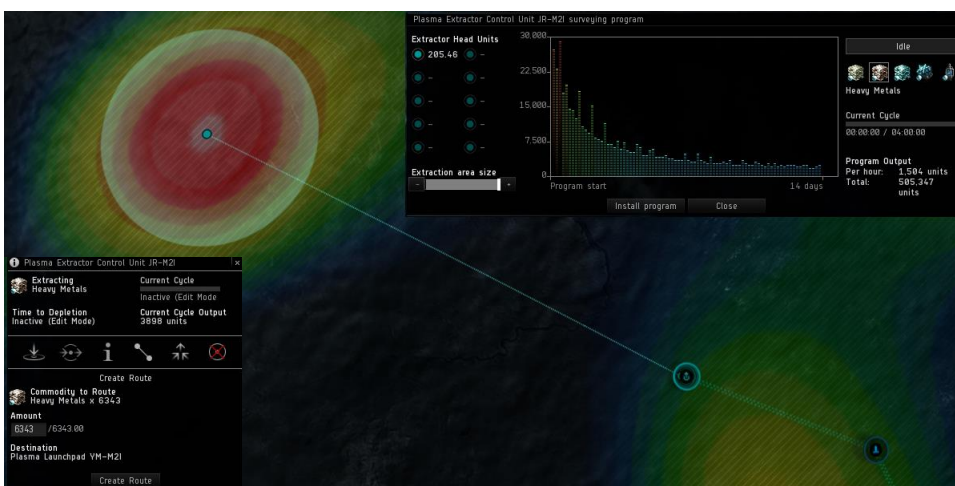 Plasma Extractor Control Unit JR-M2I surveying program
Extractor Head Units
205.46 -
- -
- -
- -
- -
Extraction area size
- +
30.000
22.500
15.000
7.500
0
Program start 14 days
Install program Close
Idle
Heavy Metals
Current Cycle
00:00:00 / 04:00:00
Program Output
Per hour: 1,504 units
Total: 505,347 units
Plasma Extractor Control Unit JR-M2I
Extracting
Heavy Metals
Current Cycle
Inactive (Edit Mode
Time to Depletion
Inactive (Edit Mode)
Current Cycle Output
3898 units
Create Route
Commodity to Route
Heavy Metals x 6343
Amount
6343 /6343.00
Destination
Plasma Launchpad YM-M2I
Create Route